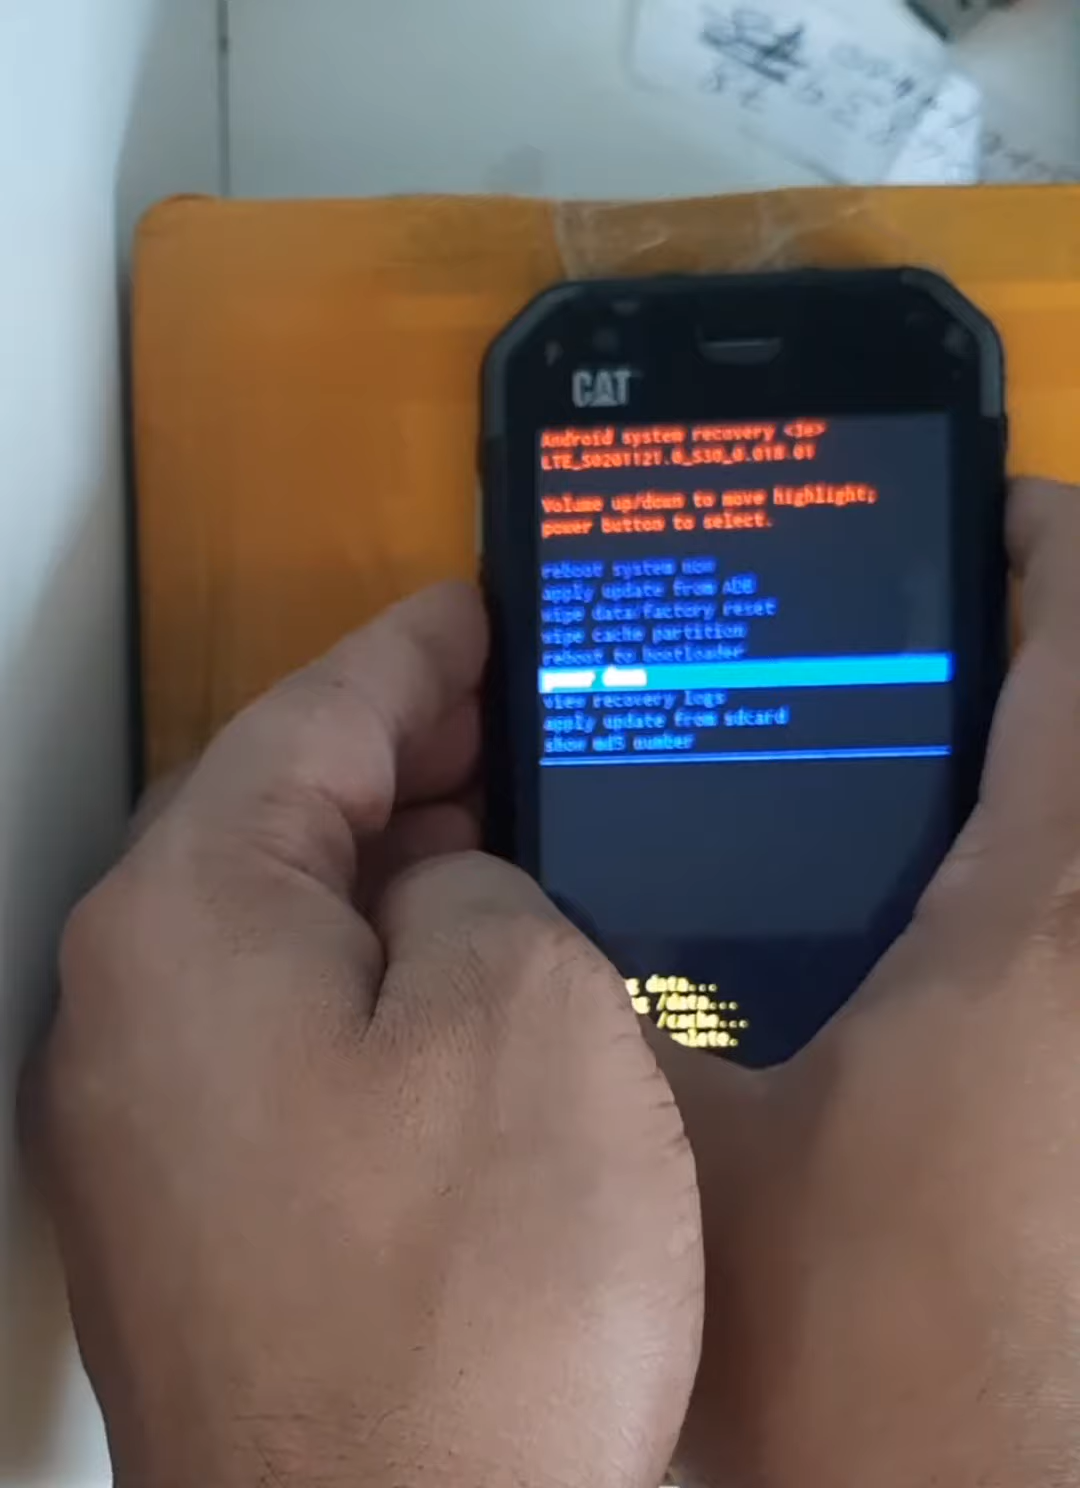 CAT
Android system recovery <3e>
LTE_S0201121.0_S30_0.018.01
Volume up/down to move highlight;
power button to select.
reboot system now
apply update from ADB
wipe data/factory reset
wipe cache partition
reboot to bootloader
power down
view recovery logs
apply update from sdcard
show md5 number
data...
/data...
/cache...